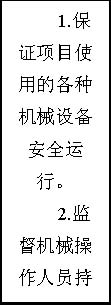 1.保
证项目使
用的各种
机械设备
安全运
行。
2.监
督机械操
作人员持